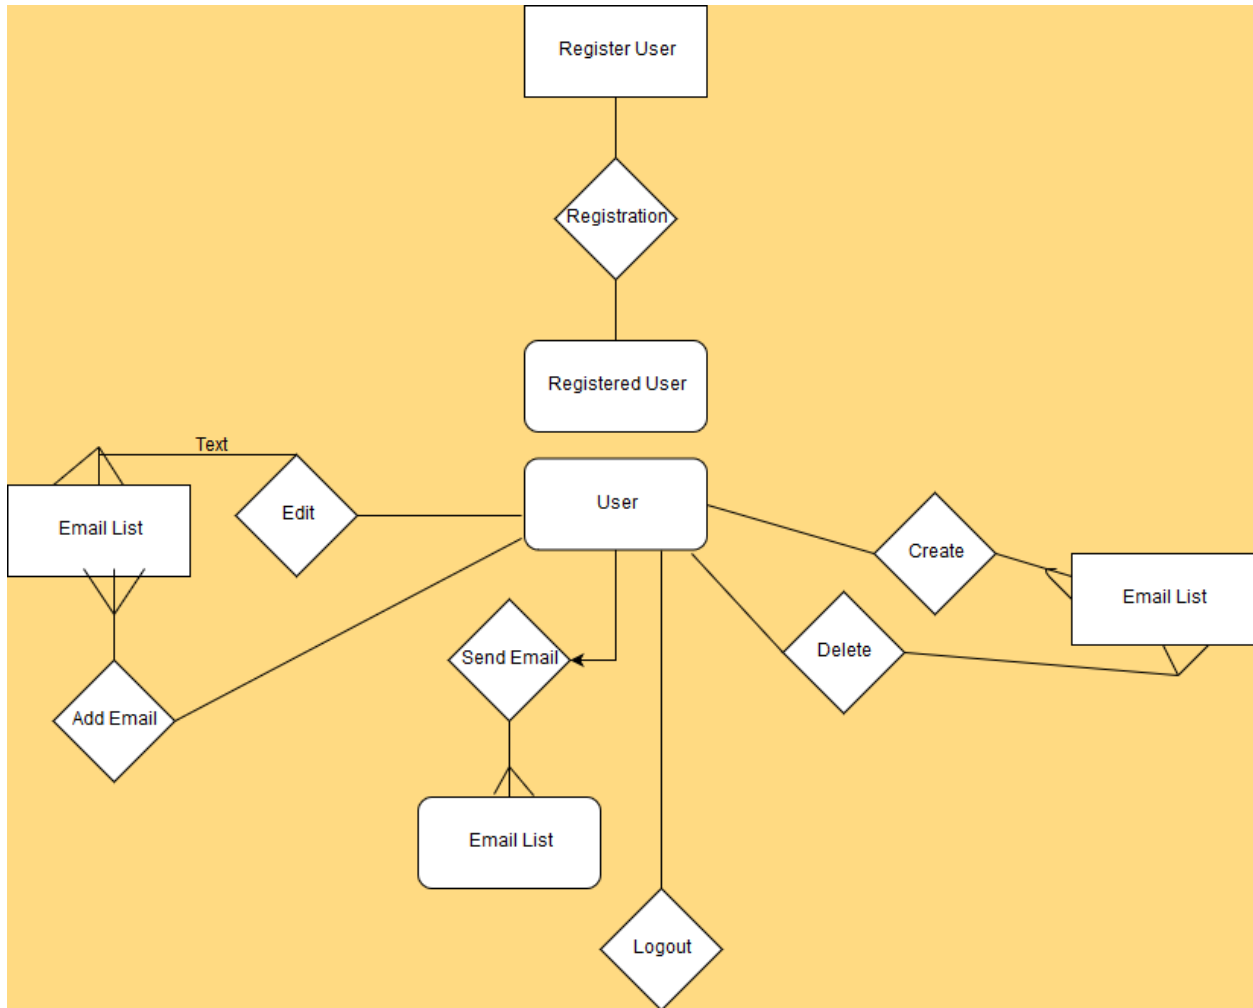 Register User
Registration
Registered User
Text
User
Edit
Email List
Create
Email List
Delete
Send Email
Add Email
Email List
Logout